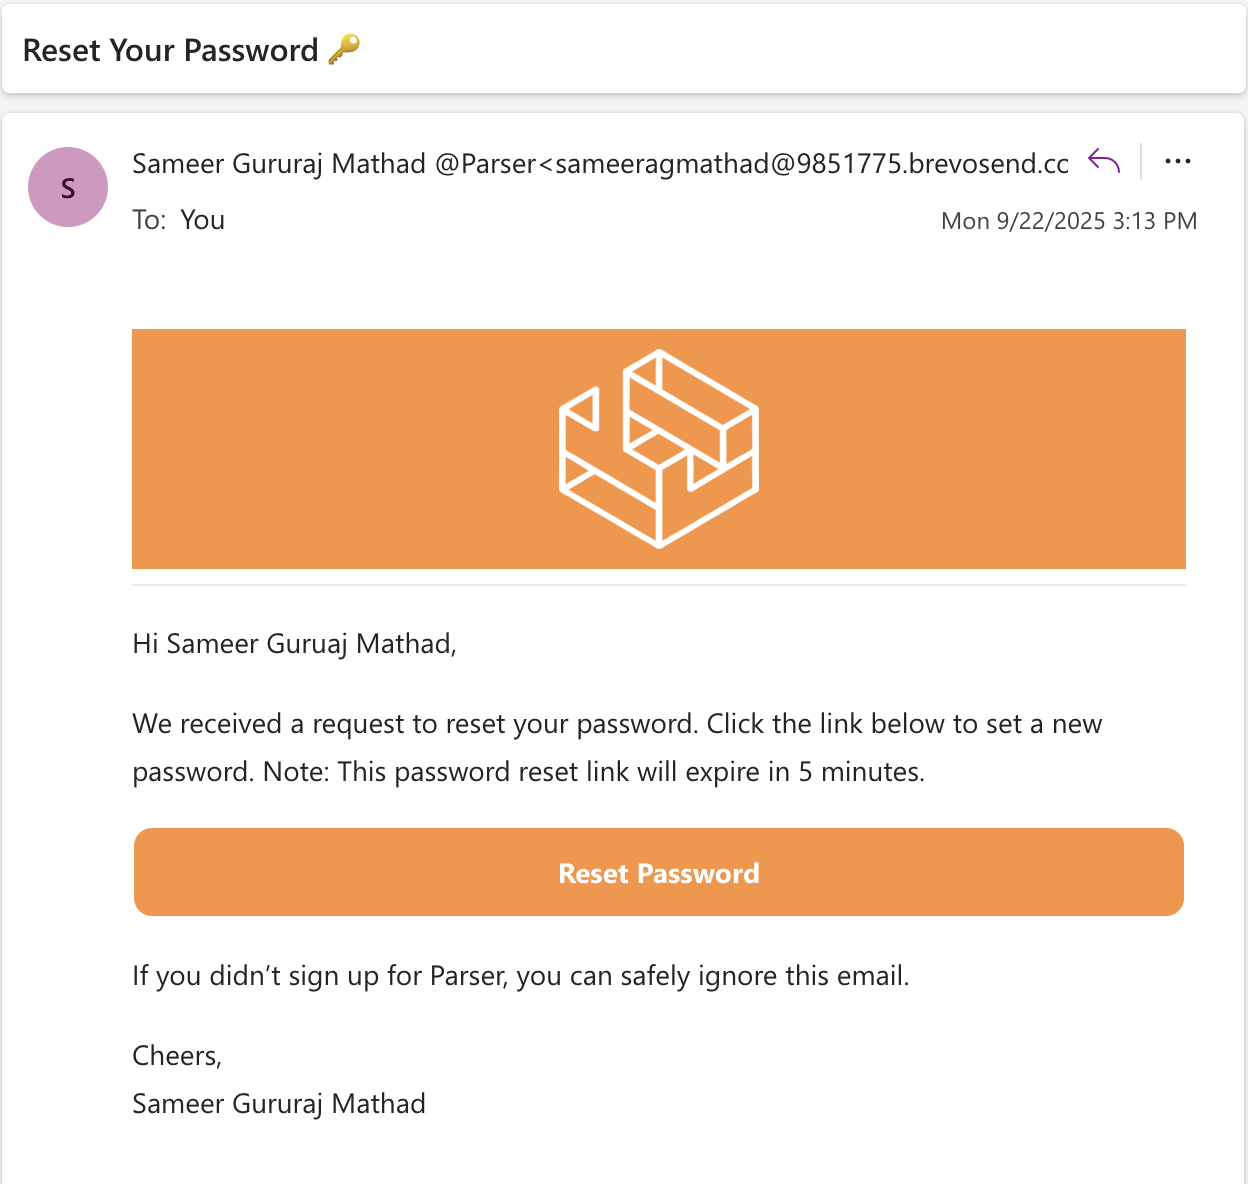 Reset Your Password 🔑
S
Sameer Gururaj Mathad @Parser<sameeragmathad@9851775.brevosend.cc
To: You
Mon 9/22/2025 3:13 PM
Hi Sameer Guruaj Mathad,
We received a request to reset your password. Click the link below to set a new
password. Note: This password reset link will expire in 5 minutes.
Reset Password
If you didn’t sign up for Parser, you can safely ignore this email.
Cheers,
Sameer Gururaj Mathad